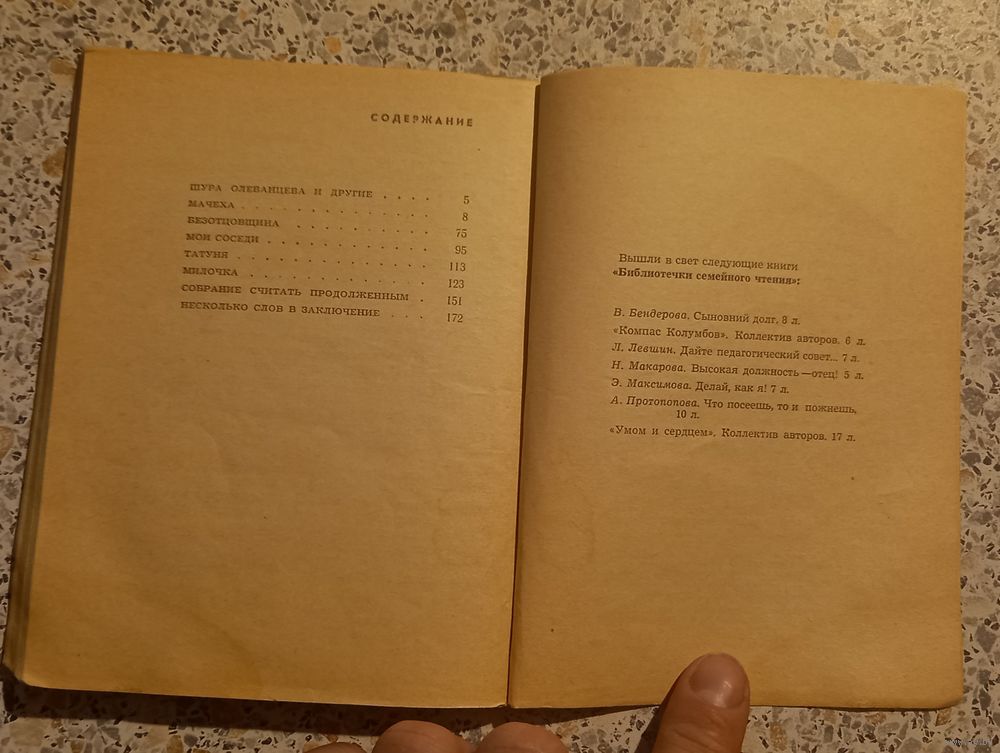 СОДЕРЖАНИЕ
ШУРА ОЛЕВАНЦЕВА И ДРУГИЕ . . . . 5
МАЧЕХА . . . . . . . . . . . . . 8
БЕЗОТЦОВЩИНА . . . . . . . . . . 75
МОИ СОСЕДИ . . . . . . . . . . . 95
ТАТУНЯ . . . . . . . . . . . . . 113
МИЛОЧКА . . . . . . . . . . . . 123
СОБРАНИЕ СЧИТАТЬ ПРОДОЛЖЕННЫМ . 151
НЕСКОЛЬКО СЛОВ В ЗАКЛЮЧЕНИЕ . . . 172
Вышли в свет следующие книги
«Библиотечки семейного чтения»:
В. Бендерова. Сыновний долг, 8 л.
«Компас Колумбов». Коллектив авторов. 6 л.
Л. Левшин. Дайте педагогический совет... 7 л.
Н. Макарова. Высокая должность—отец! 5 л.
Э. Максимова. Делай, как я! 7 л.
А. Протопопова. Что посеешь, то и пожнешь,
10 л.
«Умом и сердцем». Коллектив авторов. 17 л.